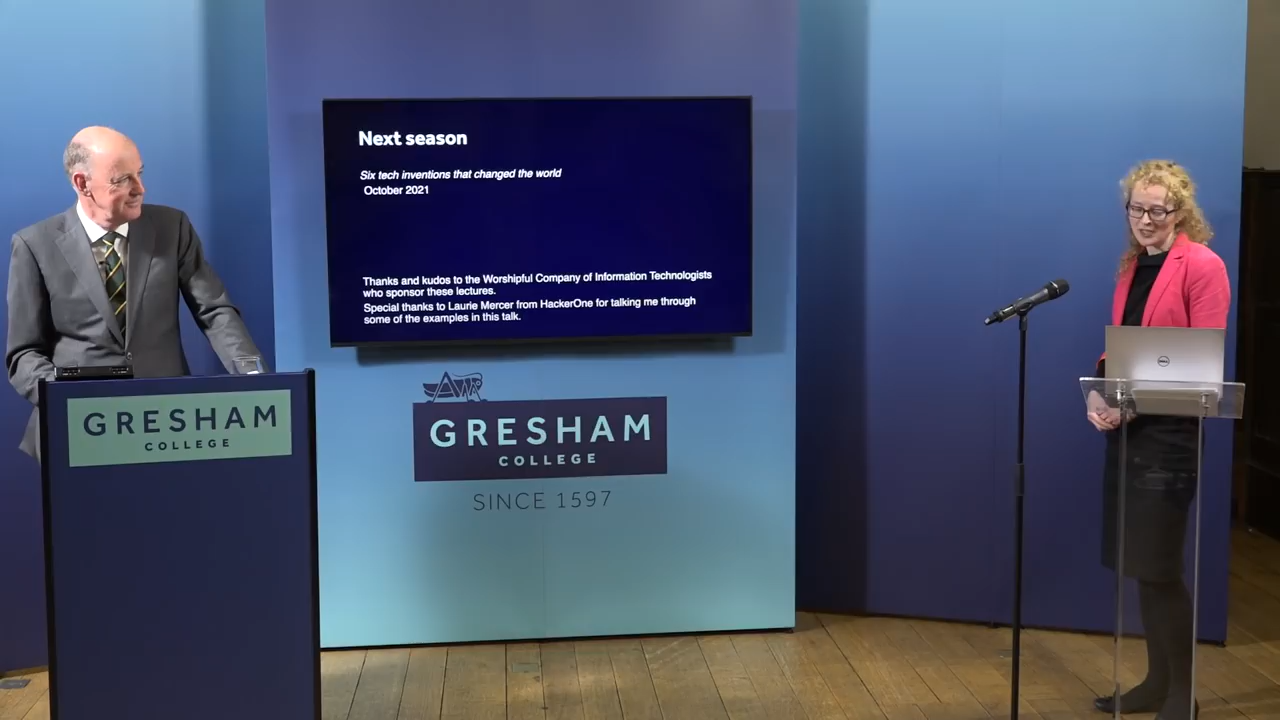 Next season
Six tech inventions that changed the world
October 2021
Thanks and kudos to the Worshipful Company of Information Technologists
who sponsor these lectures.
Special thanks to Laurie Mercer from HackerOne for talking me through
some of the examples in this talk.
GRESHAM
COLLEGE
GRESHAM
COLLEGE
SINCE 1597
DELL